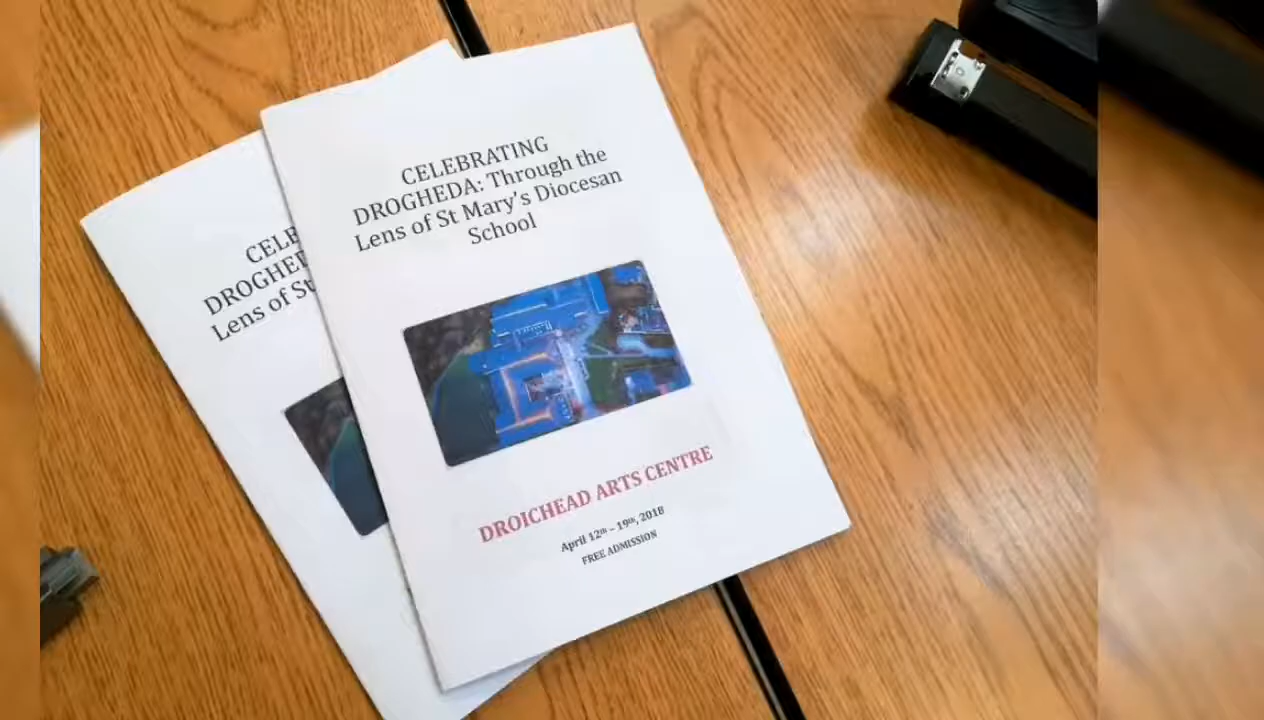 CELEBRATING
DROGHEDA: Through the
Lens of St Mary's Diocesan
School
DROICHEAD ARTS CENTRE
April 12th – 19th, 2018
FREE ADMISSION
CELE
DROGHED
Lens of St